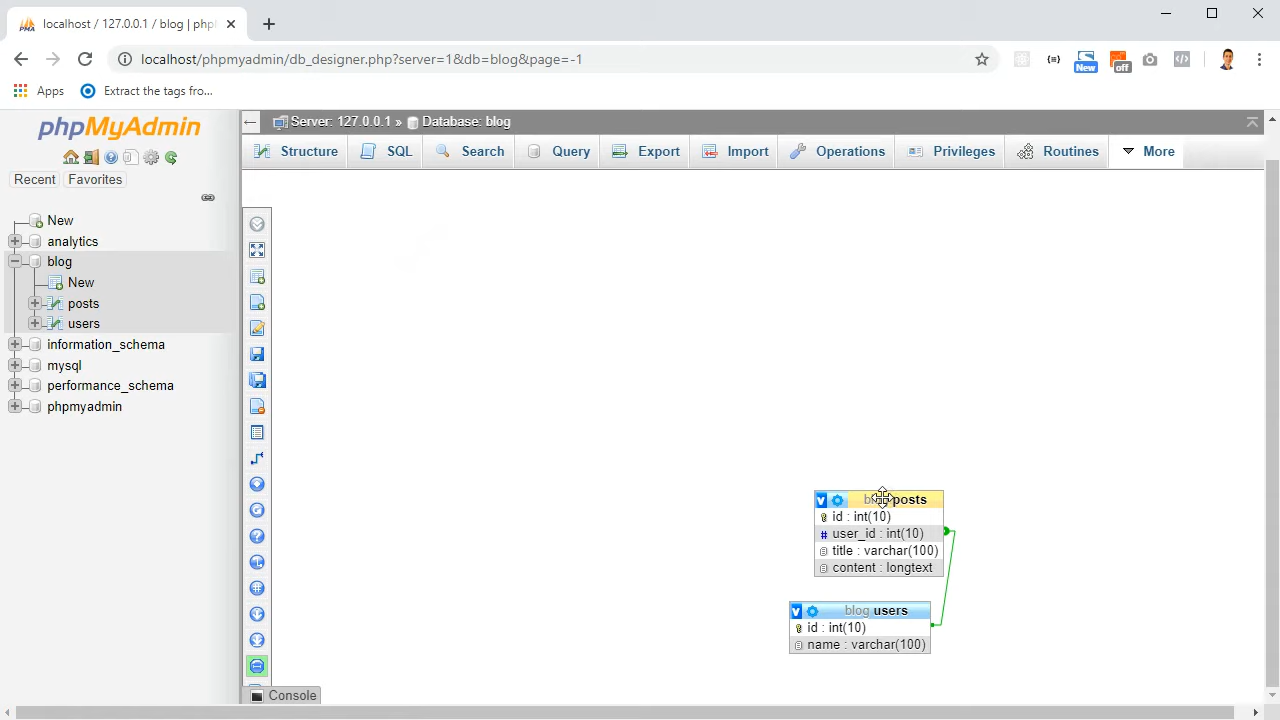 localhost / 127.0.0.1 / blog | ph
localhost/phpmyadmin/db_designer.php?server=1&db=blog&page=-1
New
off
Apps
Extract the tags fro...
phpMyAdmin
Recent
Favorites
New
analytics
blog
New
posts
users
information_schema
mysql
performance_schema
phpmyadmin
Server: 127.0.0.1 » Database: blog
Structure
SQL
Search
Query
Export
Import
Operations
Privileges
Routines
More
v posts
id : int(10)
# user_id : int(10)
title : varchar(100)
content : longtext
v blog users
id : int(10)
name : varchar(100)
Console